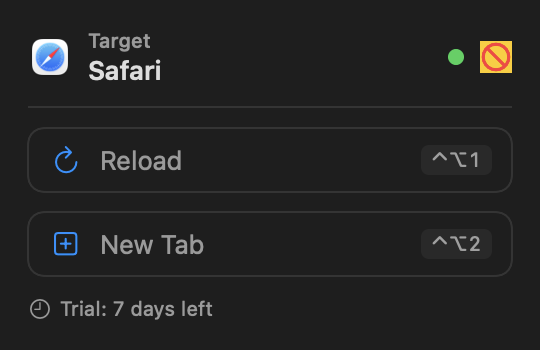 Target
Safari
Reload ⌃⌥1
New Tab ⌃⌥2
Trial: 7 days left